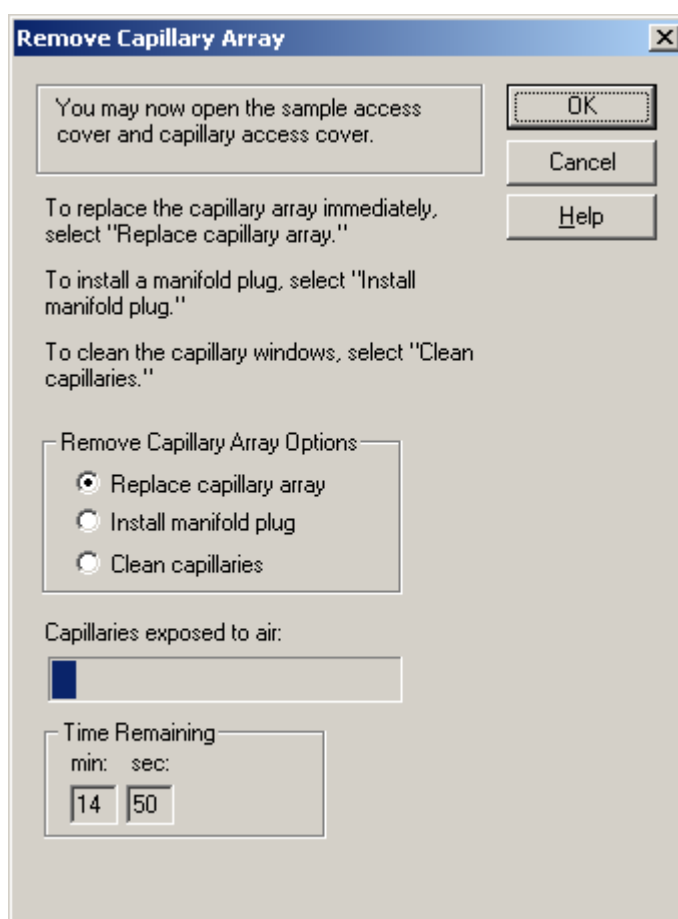 Remove Capillary Array
You may now open the sample access
cover and capillary access cover.
OK
Cancel
Help
To replace the capillary array immediately,
select "Replace capillary array."
To install a manifold plug, select "Install
manifold plug."
To clean the capillary windows, select "Clean
capillaries."
Remove Capillary Array Options
Replace capillary array
Install manifold plug
Clean capillaries
Capillaries exposed to air:
Time Remaining
min: sec:
14 50